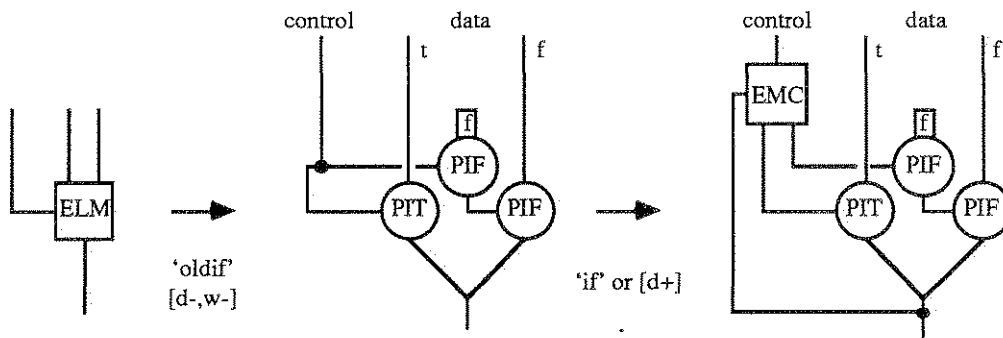 control data control data
t f t f
EMC
f f
PIF PIF
ELM PIT PIF PIT PIF
'oldif' 'if' or [d+]
[d-,w-]